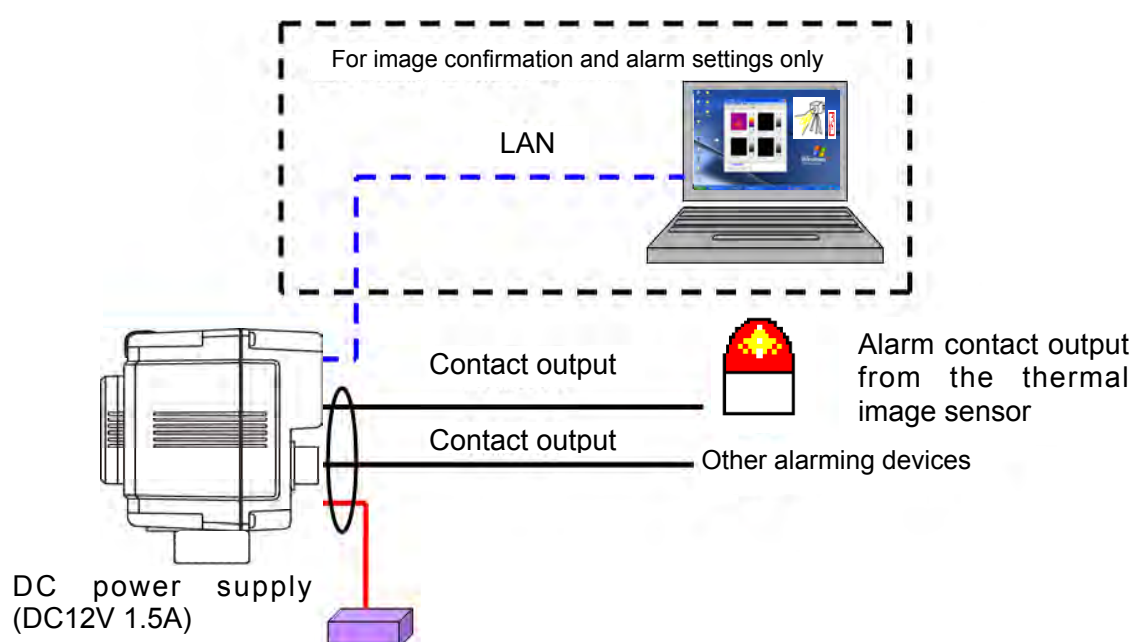 For image confirmation and alarm settings only
LAN
Contact output
Alarm contact output
from the thermal
image sensor
Contact output
Other alarming devices
DC power supply
(DC12V 1.5A)